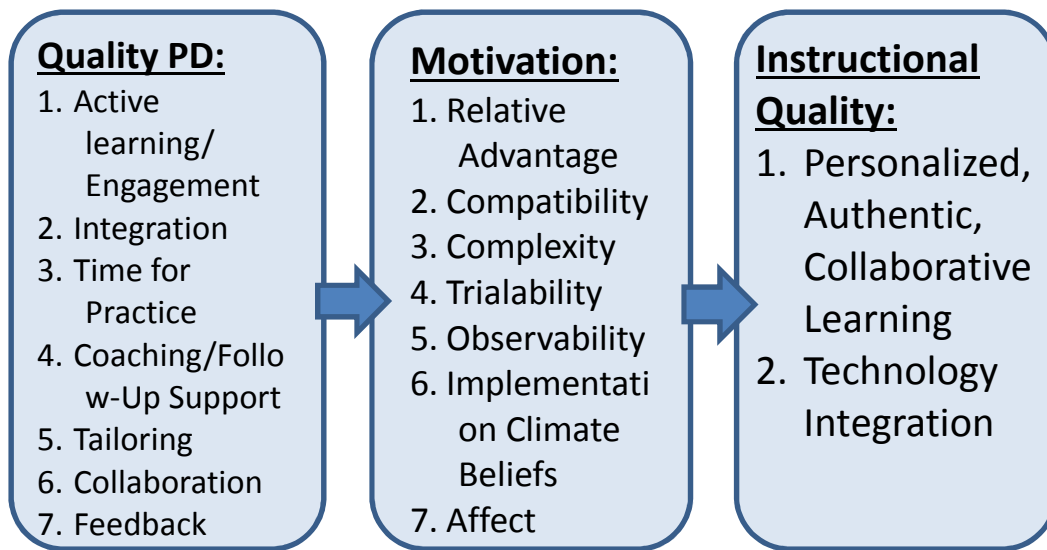 Quality PD:
1. Active
learning/
Engagement
2. Integration
3. Time for
Practice
4. Coaching/Follo
w-Up Support
5. Tailoring
6. Collaboration
7. Feedback
Motivation:
1. Relative
Advantage
2. Compatibility
3. Complexity
4. Trialability
5. Observability
6. Implementati
on Climate
Beliefs
7. Affect
Instructional
Quality:
1. Personalized,
Authentic,
Collaborative
Learning
2. Technology
Integration